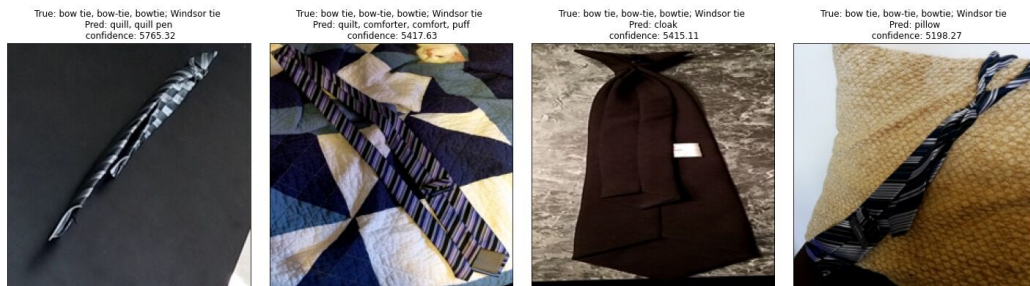 True: bow tie, bow-tie, bowtie; Windsor tie
Pred: quill, quill pen
confidence: 5765.32
True: bow tie, bow-tie, bowtie; Windsor tie
Pred: quilt, comforter, comfort, puff
confidence: 5417.63
True: bow tie, bow-tie, bowtie; Windsor tie
Pred: cloak
confidence: 5415.11
True: bow tie, bow-tie, bowtie; Windsor tie
Pred: pillow
confidence: 5198.27